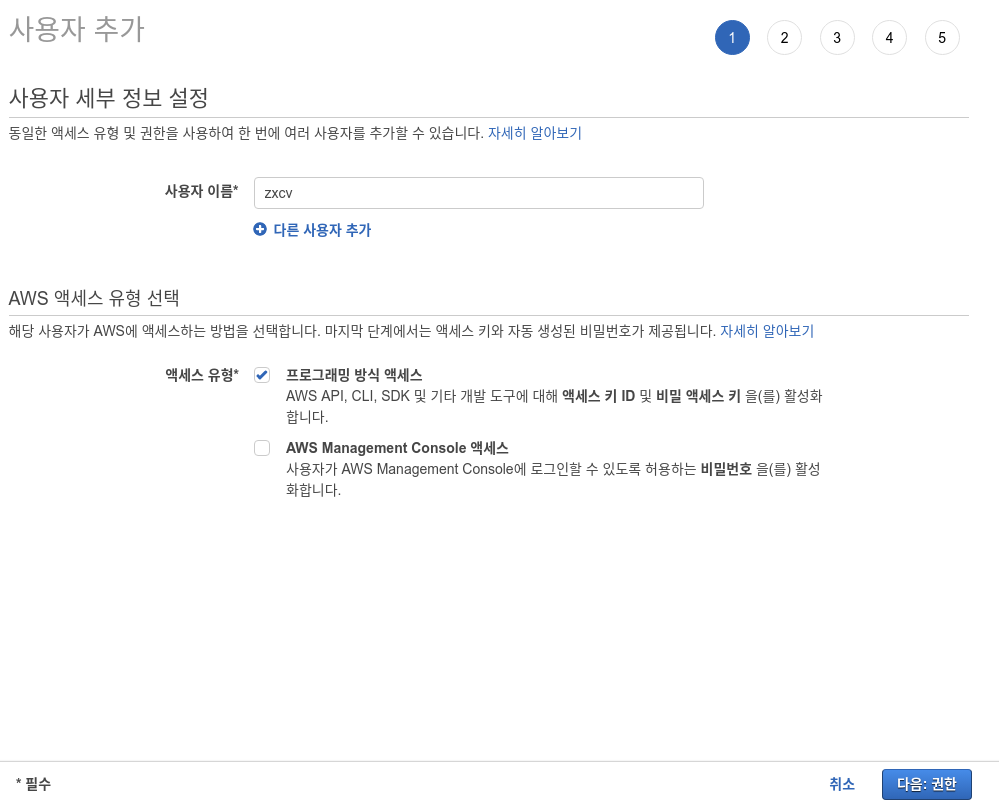 사용자 추가
1 2 3 4 5
사용자 세부 정보 설정
동일한 액세스 유형 및 권한을 사용하여 한 번에 여러 사용자를 추가할 수 있습니다. 자세히 알아보기
사용자 이름* zxcv
다른 사용자 추가
AWS 액세스 유형 선택
해당 사용자가 AWS에 액세스하는 방법을 선택합니다. 마지막 단계에서는 액세스 키와 자동 생성된 비밀번호가 제공됩니다. 자세히 알아보기
액세스 유형* 프로그래밍 방식 액세스
AWS API, CLI, SDK 및 기타 개발 도구에 대해 액세스 키 ID 및 비밀 액세스 키 을(를) 활성화
합니다.
AWS Management Console 액세스
사용자가 AWS Management Console에 로그인할 수 있도록 허용하는 비밀번호 을(를) 활성
화합니다.
* 필수 취소 다음: 권한